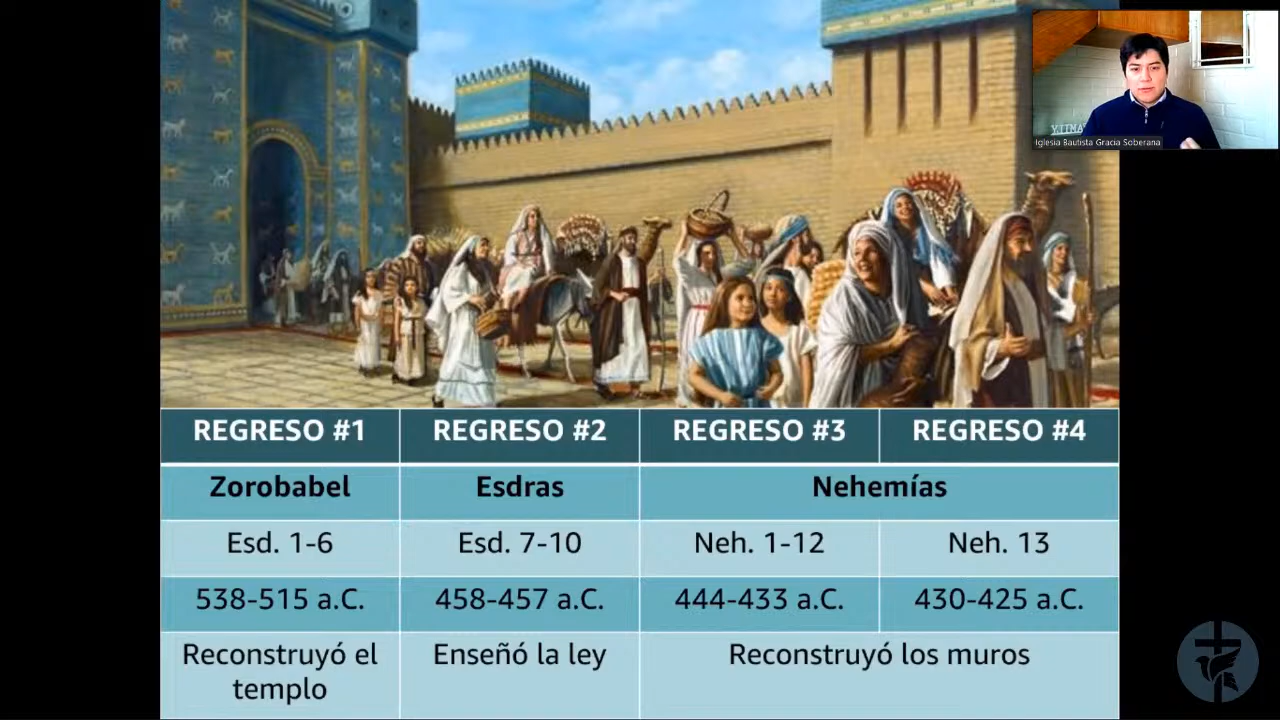 Iglesia Bautista Gracia Soberana
REGRESO #1 REGRESO #2 REGRESO #3 REGRESO #4
Zorobabel Esdras Nehemías
Esd. 1-6 Esd. 7-10 Neh. 1-12 Neh. 13
538-515 a.C. 458-457 a.C. 444-433 a.C. 430-425 a.C.
Reconstruyó el Enseñó la ley Reconstruyó los muros
templo